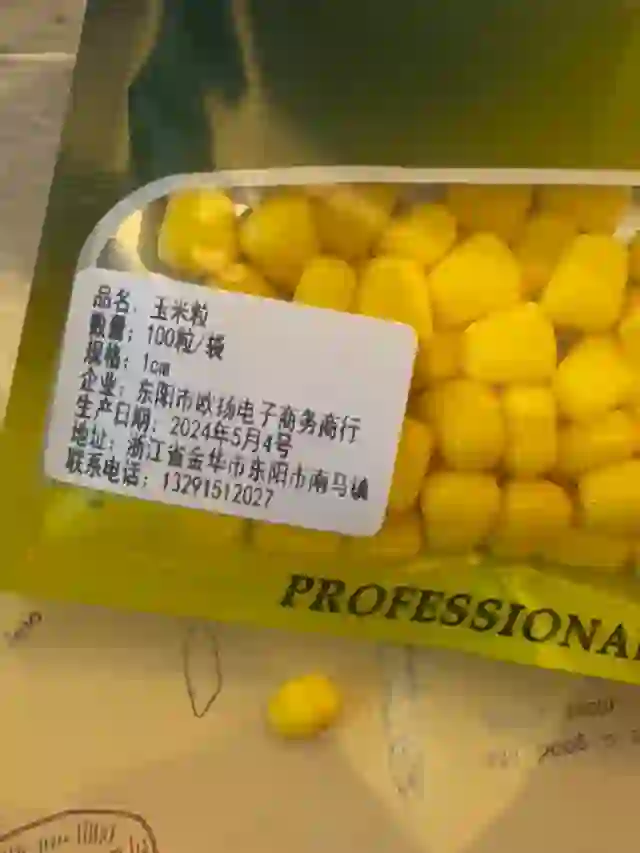 品名：玉米粒
数量：100粒/袋
规格：1cm
企业：东阳市欧扬电子商务商行
生产日期：2024年5月4号
地址：浙江省金华市东阳市南马镇
联系电话：13291512027
PROFESSIONA